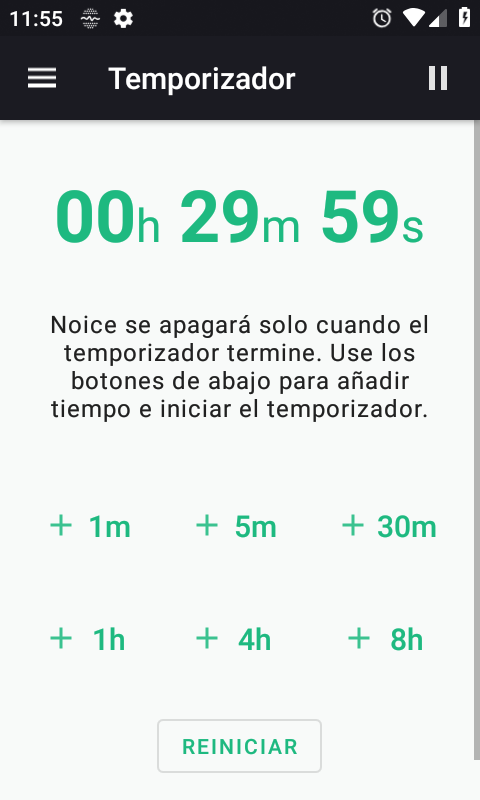 11:55
Temporizador
00h 29m 59s
Noice se apagará solo cuando el
temporizador termine. Use los
botones de abajo para añadir
tiempo e iniciar el temporizador.
+ 1m + 5m + 30m
+ 1h + 4h + 8h
REINICIAR